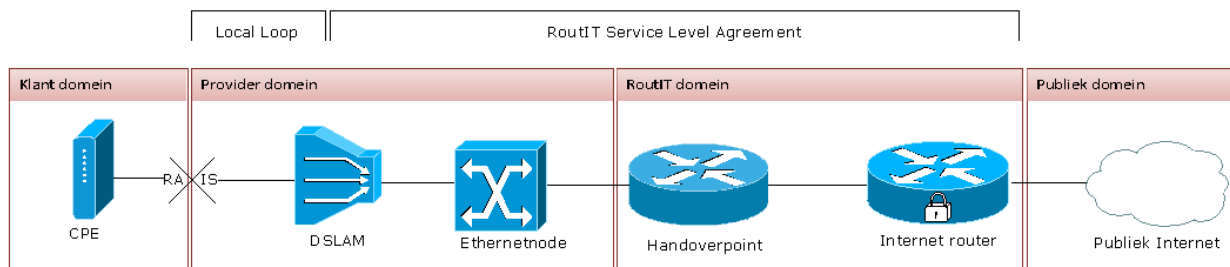 Local Loop
RoutIT Service Level Agreement
Klant domein
Provider domein
RoutIT domein
Publiek domein
RA
IS
CPE
DSLAM
Ethernetnode
Handoverpoint
Internet router
Publiek Internet